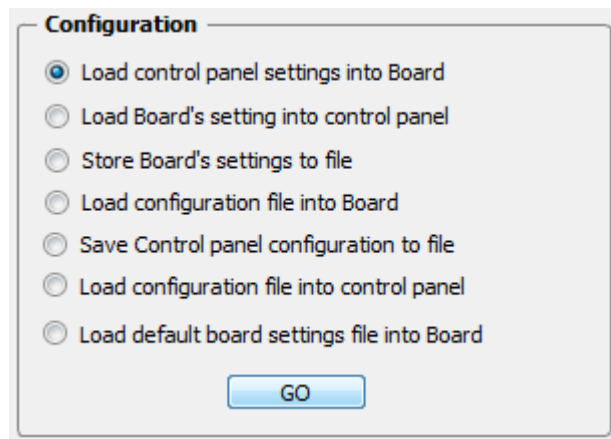 Configuration
Load control panel settings into Board
Load Board's setting into control panel
Store Board's settings to file
Load configuration file into Board
Save Control panel configuration to file
Load configuration file into control panel
Load default board settings file into Board
GO